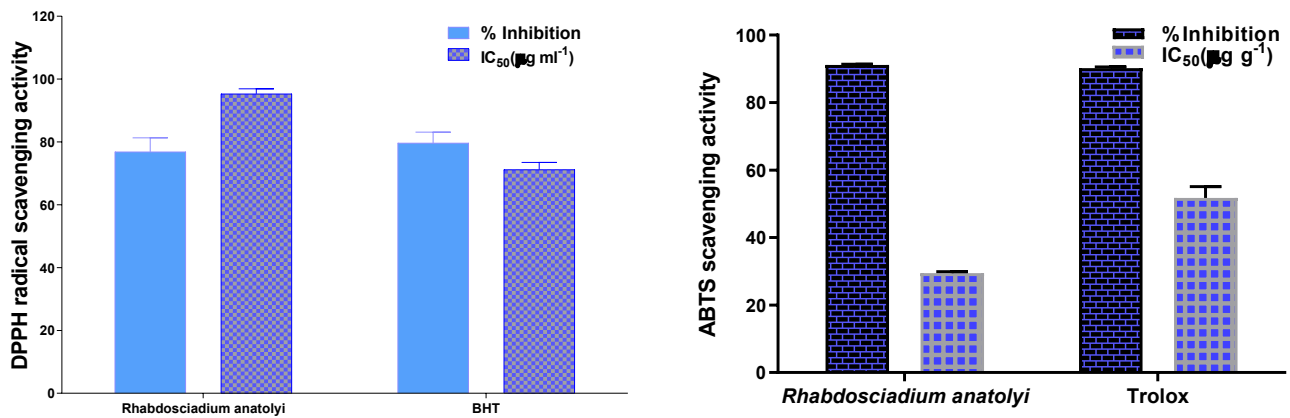 DPPH radical scavenging activity
120
100
80
60
40
20
0
% Inhibition
IC50(μg ml-1)
Rhabdosciadium anatolyi
BHT
ABTS scavenging activity
100
80
60
40
20
0
% Inhibition
IC50(μg g-1)
Rhabdosciadium anatolyi
Trolox